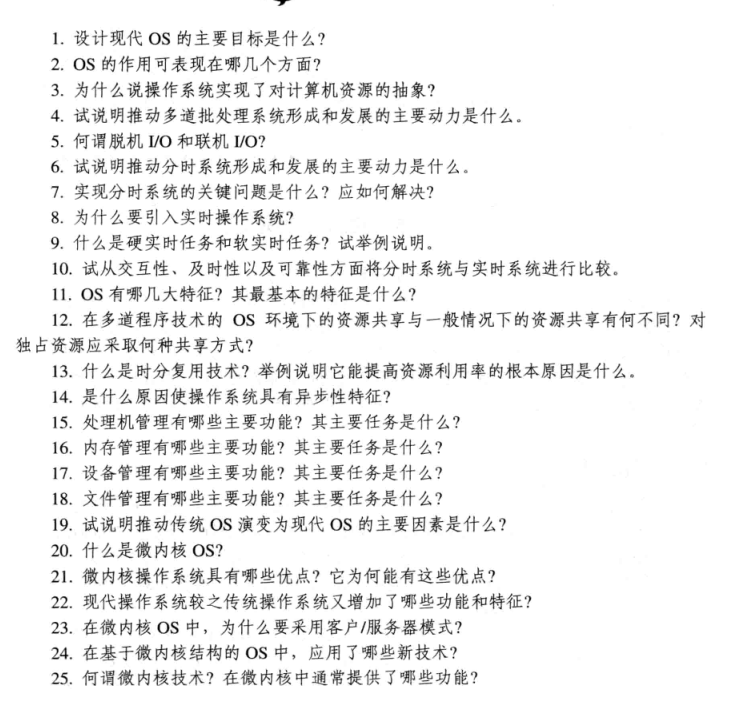 1. 设计现代 OS 的主要目标是什么？
2. OS 的作用可表现在哪几个方面？
3. 为什么说操作系统实现了对计算机资源的抽象？
4. 试说明推动多道批处理系统形成和发展的主要动力是什么。
5. 何谓脱机 I/O 和联机 I/O？
6. 试说明推动分时系统形成和发展的主要动力是什么。
7. 实现分时系统的关键问题是什么？应如何解决？
8. 为什么要引入实时操作系统？
9. 什么是硬实时任务和软实时任务？试举例说明。
10. 试从交互性、及时性以及可靠性方面将分时系统与实时系统进行比较。
11. OS 有哪几大特征？其最基本的特征是什么？
12. 在多道程序技术的 OS 环境下的资源共享与一般情况下的资源共享有何不同？对
独占资源应采取何种共享方式？
13. 什么是时分复用技术？举例说明它能提高资源利用率的根本原因是什么。
14. 是什么原因使操作系统具有异步性特征？
15. 处理机管理有哪些主要功能？其主要任务是什么？
16. 内存管理有哪些主要功能？其主要任务是什么？
17. 设备管理有哪些主要功能？其主要任务是什么？
18. 文件管理有哪些主要功能？其主要任务是什么？
19. 试说明推动传统 OS 演变为现代 OS 的主要因素是什么？
20. 什么是微内核 OS？
21. 微内核操作系统具有哪些优点？它为何能有这些优点？
22. 现代操作系统较之传统操作系统又增加了哪些功能和特征？
23. 在微内核 OS 中，为什么要采用客户/服务器模式？
24. 在基于微内核结构的 OS 中，应用了哪些新技术？
25. 何谓微内核技术？在微内核中通常提供了哪些功能？